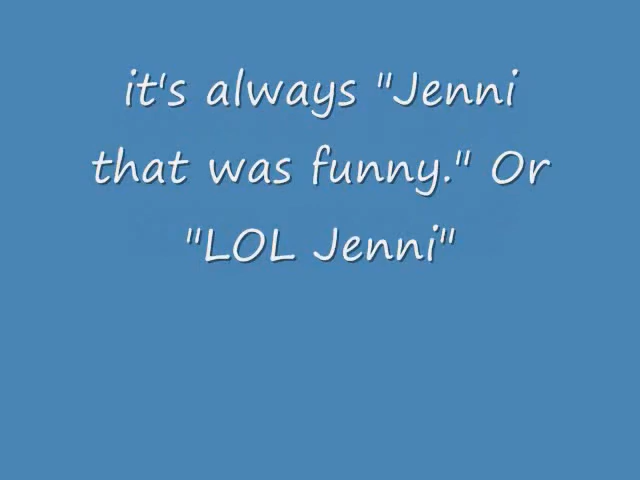 it's always "Jenni
that was funny." Or
"LOL Jenni"